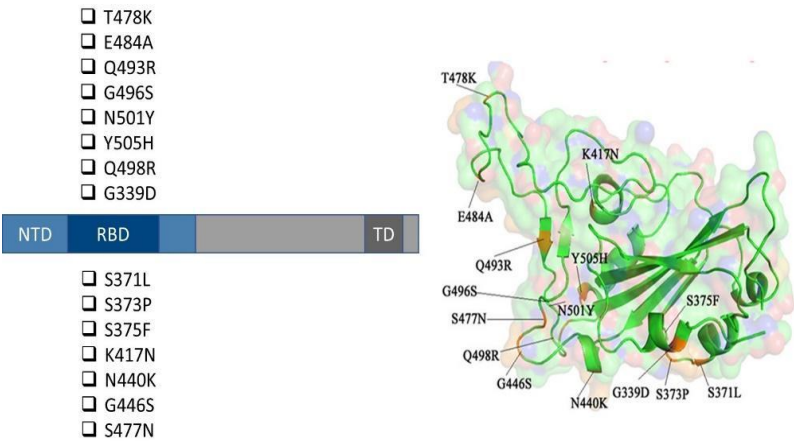 T478K
E484A
Q493R
G496S
N501Y
Y505H
Q498R
G339D
NTD RBD TD
S371L
S373P
S375F
K417N
N440K
G446S
S477N
T478K
K417N
E484A
Q493R
Y505H
G496S
N501Y
S375F
S477N
Q498R
G446S
N440K
G339D
S373P
S371L